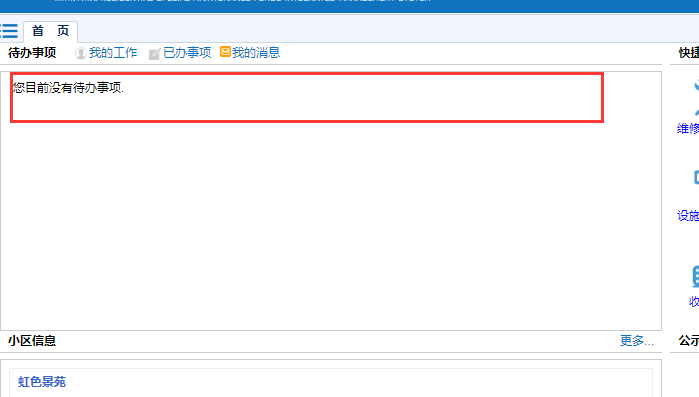 首 页
待办事项 我的工作 已办事项 我的消息 快捷
您目前没有待办事项.
维修
设施
收
小区信息 更多... 公示
虹色景苑